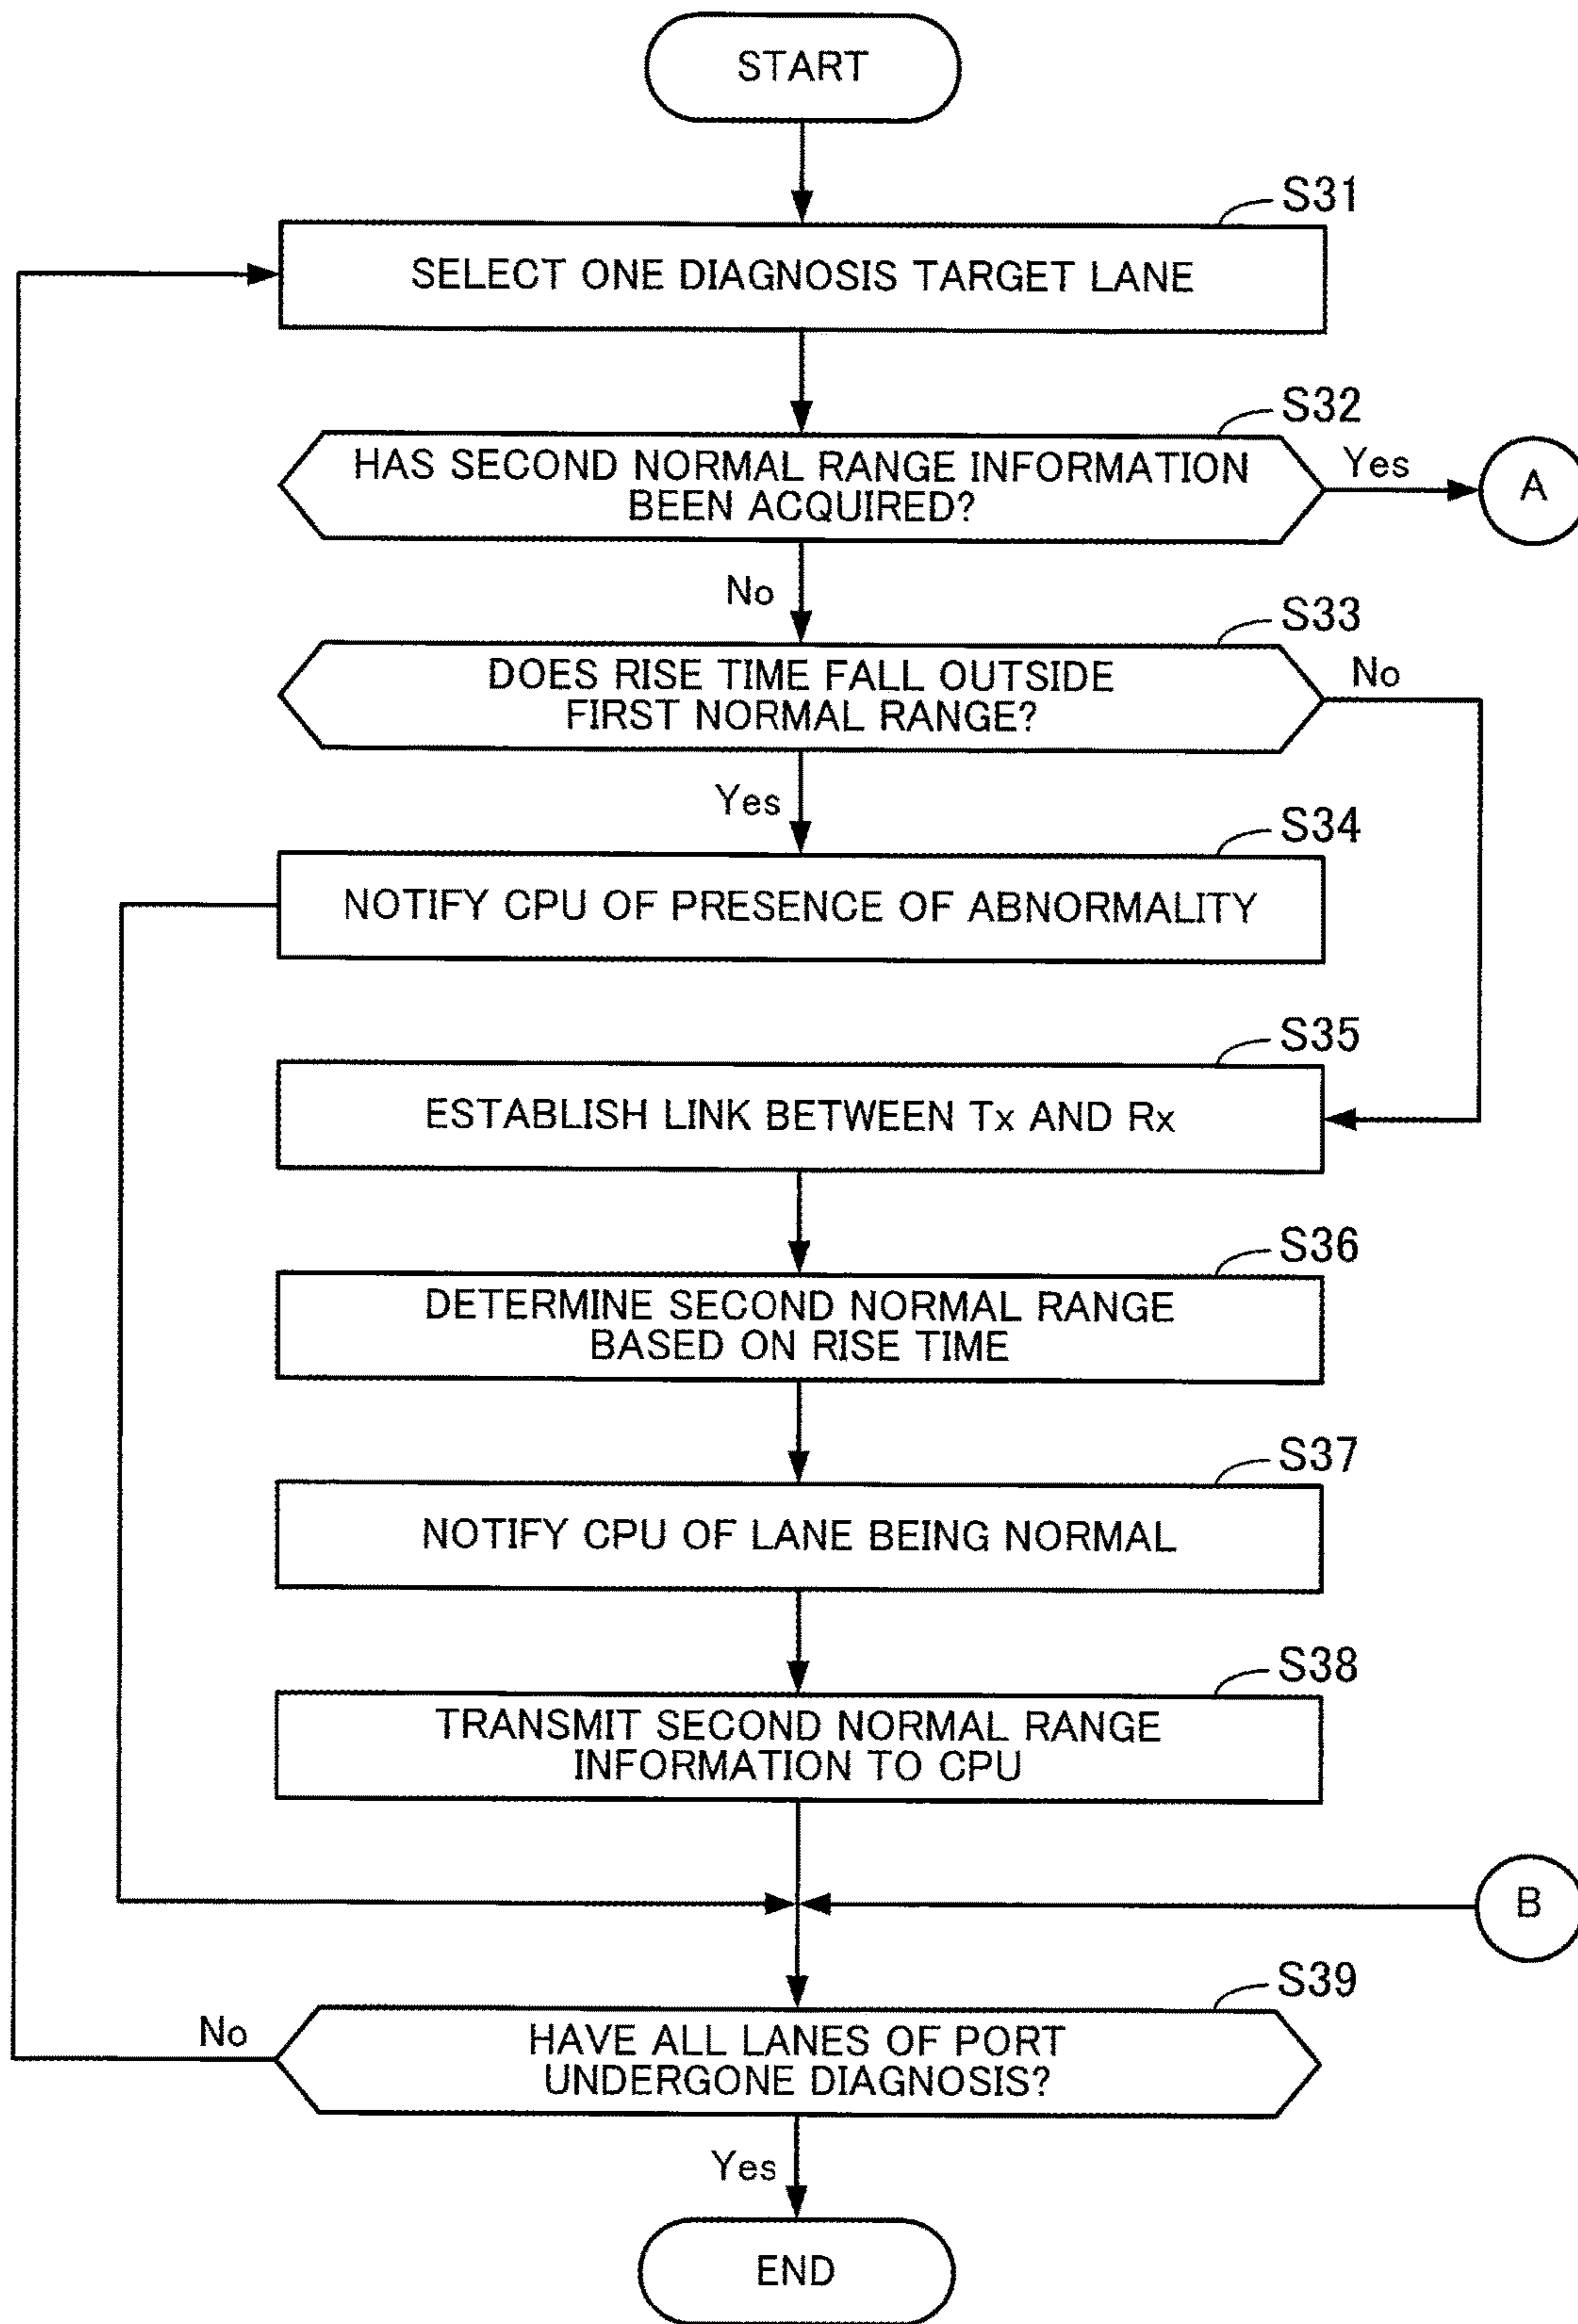 START
S31
SELECT ONE DIAGNOSIS TARGET LANE
S32
HAS SECOND NORMAL RANGE INFORMATION
BEEN ACQUIRED?
Yes
A
No
S33
DOES RISE TIME FALL OUTSIDE
FIRST NORMAL RANGE?
No
Yes
S34
NOTIFY CPU OF PRESENCE OF ABNORMALITY
S35
ESTABLISH LINK BETWEEN Tx AND Rx
S36
DETERMINE SECOND NORMAL RANGE
BASED ON RISE TIME
S37
NOTIFY CPU OF LANE BEING NORMAL
S38
TRANSMIT SECOND NORMAL RANGE
INFORMATION TO CPU
B
S39
No
HAVE ALL LANES OF PORT
UNDERGONE DIAGNOSIS?
Yes
END